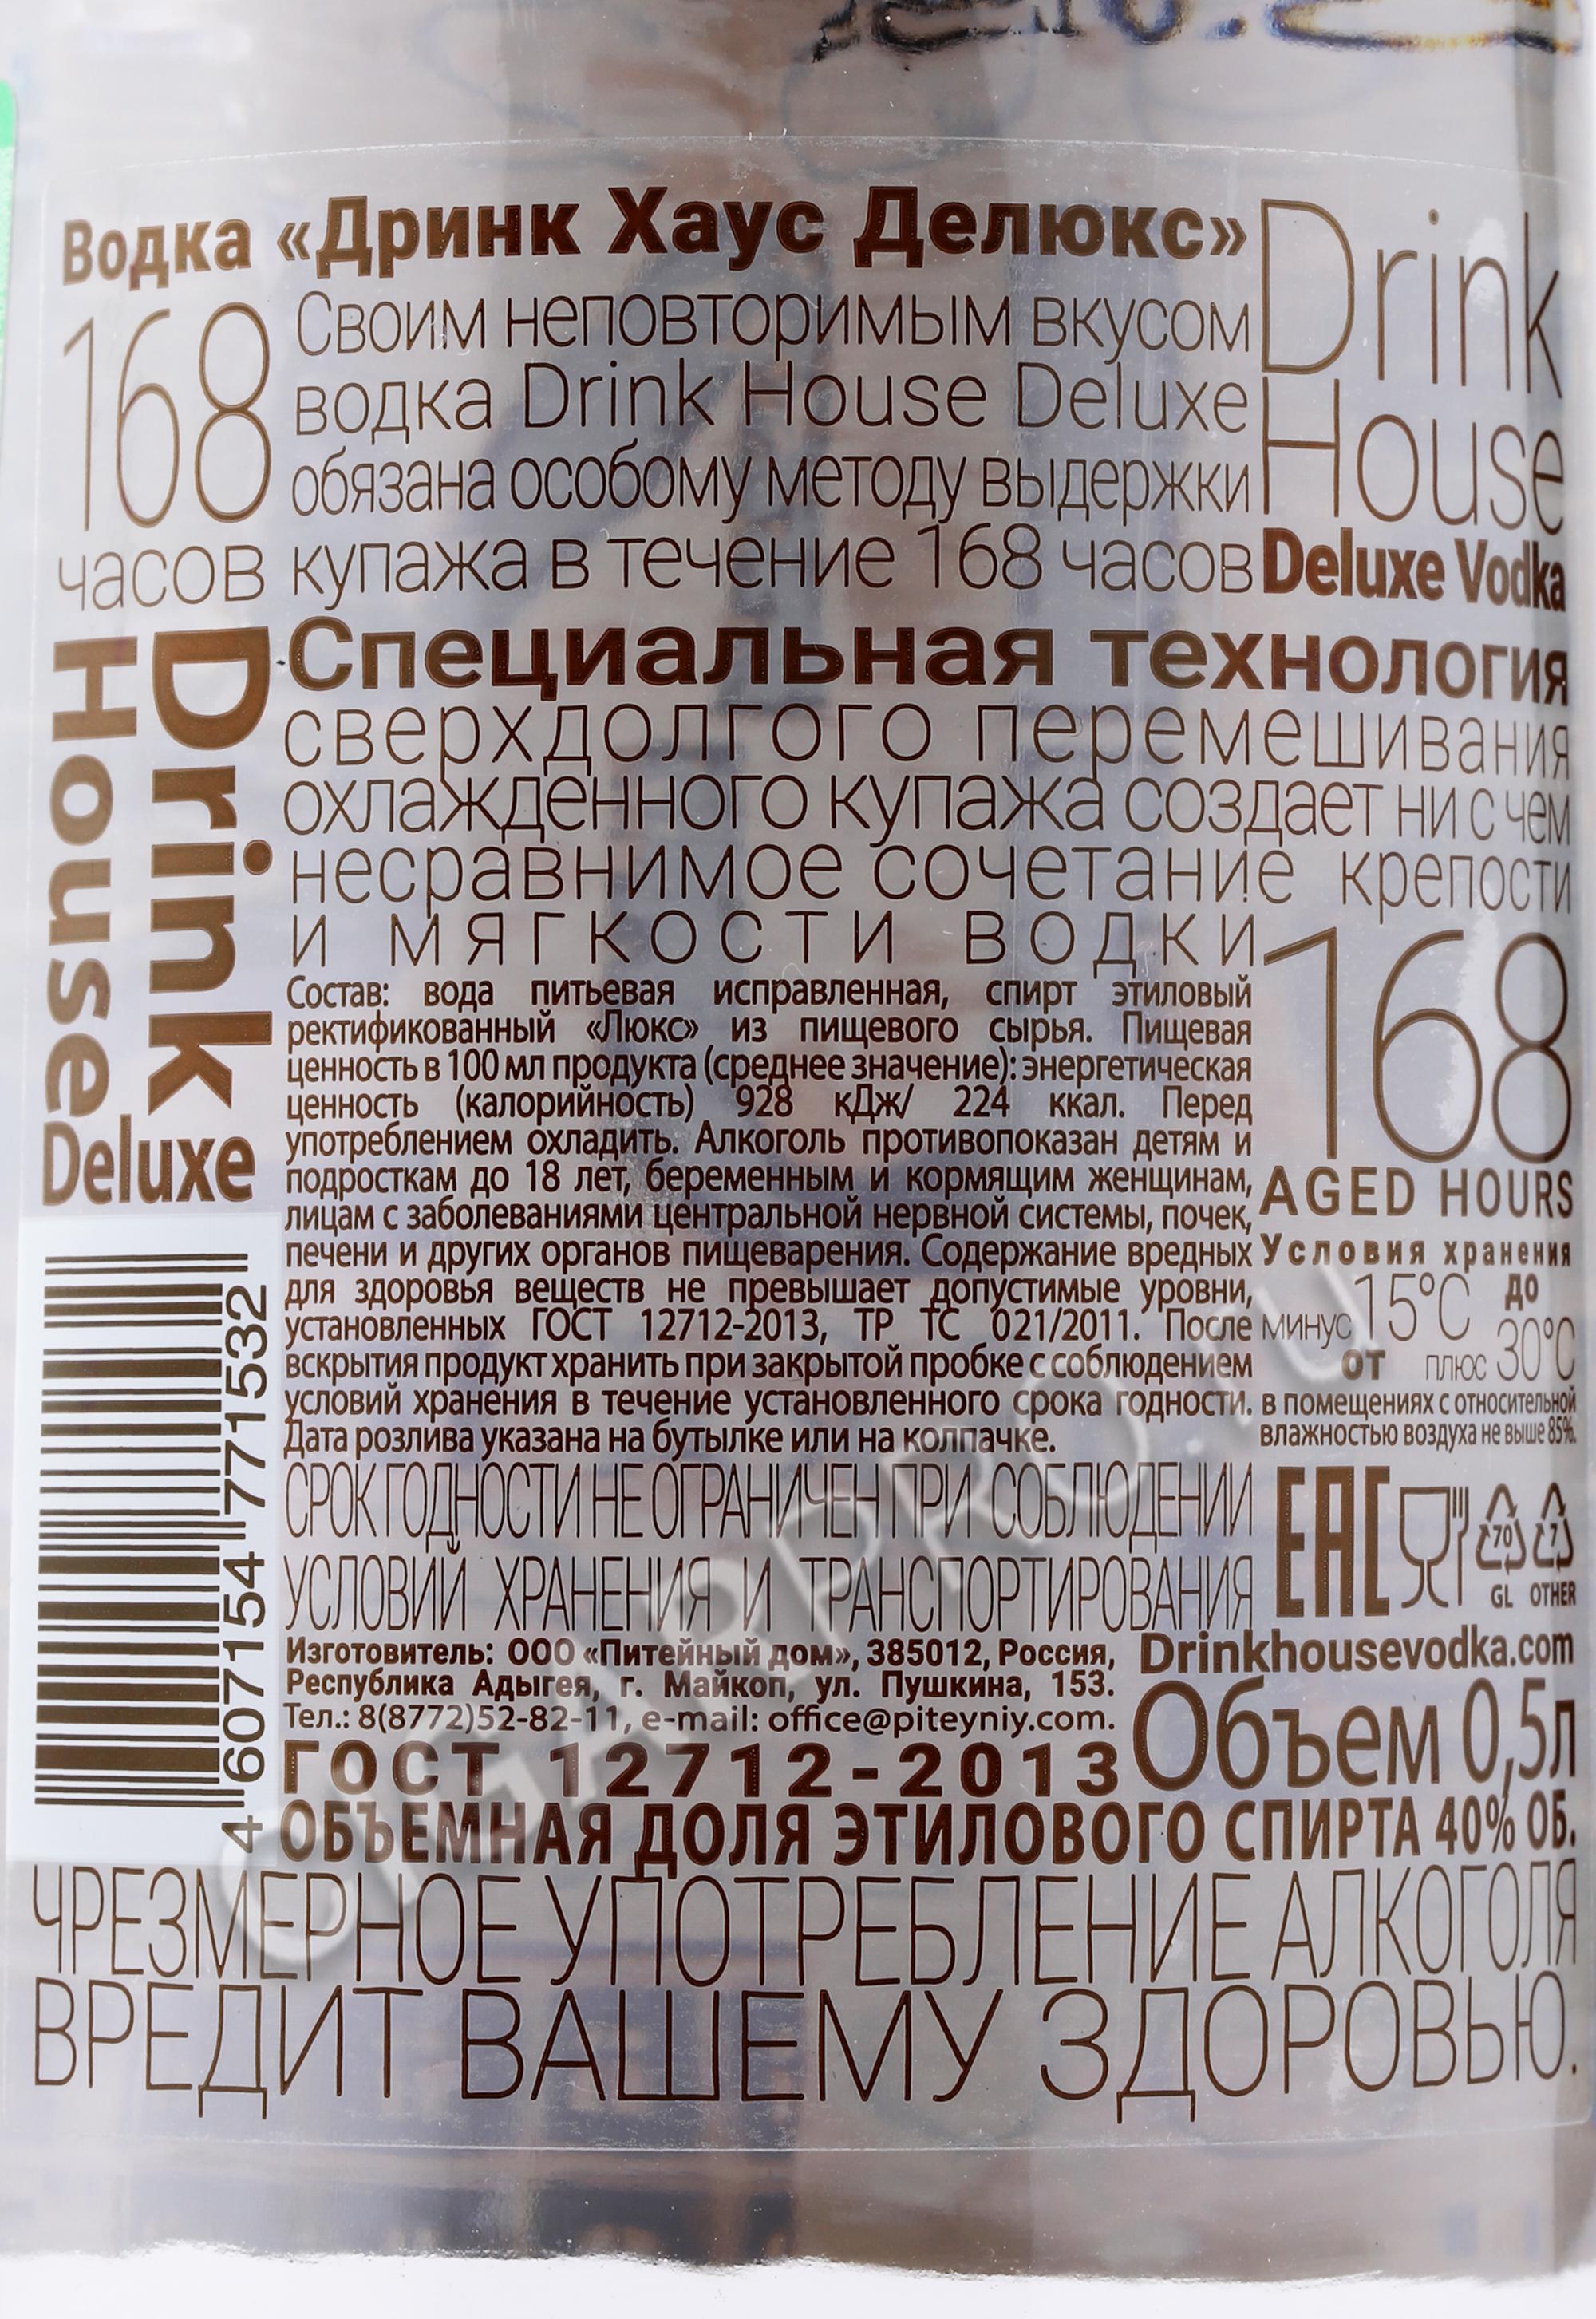 Водка «Дринк Хаус Делюкс»
168
часов
Своим неповторимым вкусом
водка Drink House Deluxe
обязана особому методу выдержки
купажа в течение 168 часов
Drink
House
Deluxe Vodka
Drink
House
Deluxe
Специальная технология
сверхдолгого перемешивания
охлажденного купажа создает ни с чем
несравнимое сочетание крепости
и мягкости водки
Состав: вода питьевая исправленная, спирт этиловый
ректификованный «Люкс» из пищевого сырья. Пищевая
ценность в 100 мл продукта (среднее значение): энергетическая
ценность (калорийность) 928 кДж/ 224 ккал. Перед
употреблением охладить. Алкоголь противопоказан детям и
подросткам до 18 лет, беременным и кормящим женщинам,
лицам с заболеваниями центральной нервной системы, почек,
печени и других органов пищеварения. Содержание вредных
для здоровья веществ не превышает допустимые уровни,
установленных ГОСТ 12712-2013, ТР ТС 021/2011. После
вскрытия продукт хранить при закрытой пробке с соблюдением
условий хранения в течение установленного срока годности.
Дата розлива указана на бутылке или на колпачке.
168
AGED HOURS
Условия хранения
от минус 15°С до
плюс 30°С
в помещениях с относительной
влажностью воздуха не выше 85%.
СРОК ГОДНОСТИ НЕ ОГРАНИЧЕН ПРИ СОБЛЮДЕНИИ
УСЛОВИЙ ХРАНЕНИЯ И ТРАНСПОРТИРОВАНИЯ
EAC
70 7
GL OTHER
Изготовитель: ООО «Питейный дом», 385012, Россия,
Республика Адыгея, г. Майкоп, ул. Пушкина, 153.
Тел.: 8(8772)52-82-11, e-mail: office@piteyniy.com.
Drinkhousevodka.com
Объем 0,5л
ГОСТ 12712-2013
ОБЪЕМНАЯ ДОЛЯ ЭТИЛОВОГО СПИРТА 40% ОБ.
4 607154 771532
ЧРЕЗМЕРНОЕ УПОТРЕБЛЕНИЕ АЛКОГОЛЯ
ВРЕДИТ ВАШЕМУ ЗДОРОВЬЮ.
CIGARPRO.RU